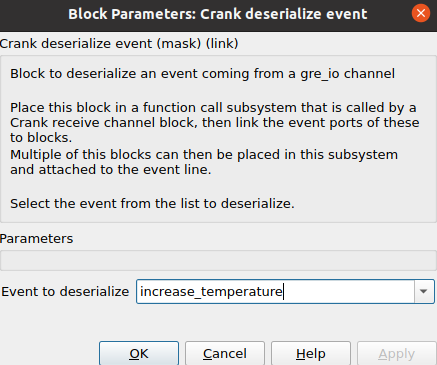 Block Parameters: Crank deserialize event
Crank deserialize event (mask) (link)
Block to deserialize an event coming from a gre_io channel
Place this block in a function call subsystem that is called by a
Crank receive channel block, then link the event ports of these
to blocks.
Multiple of this blocks can then be placed in this subsystem
and attached to the event line.
Select the event from the list to deserialize.
Parameters
Event to deserialize increase_temperature
OK Cancel Help Apply